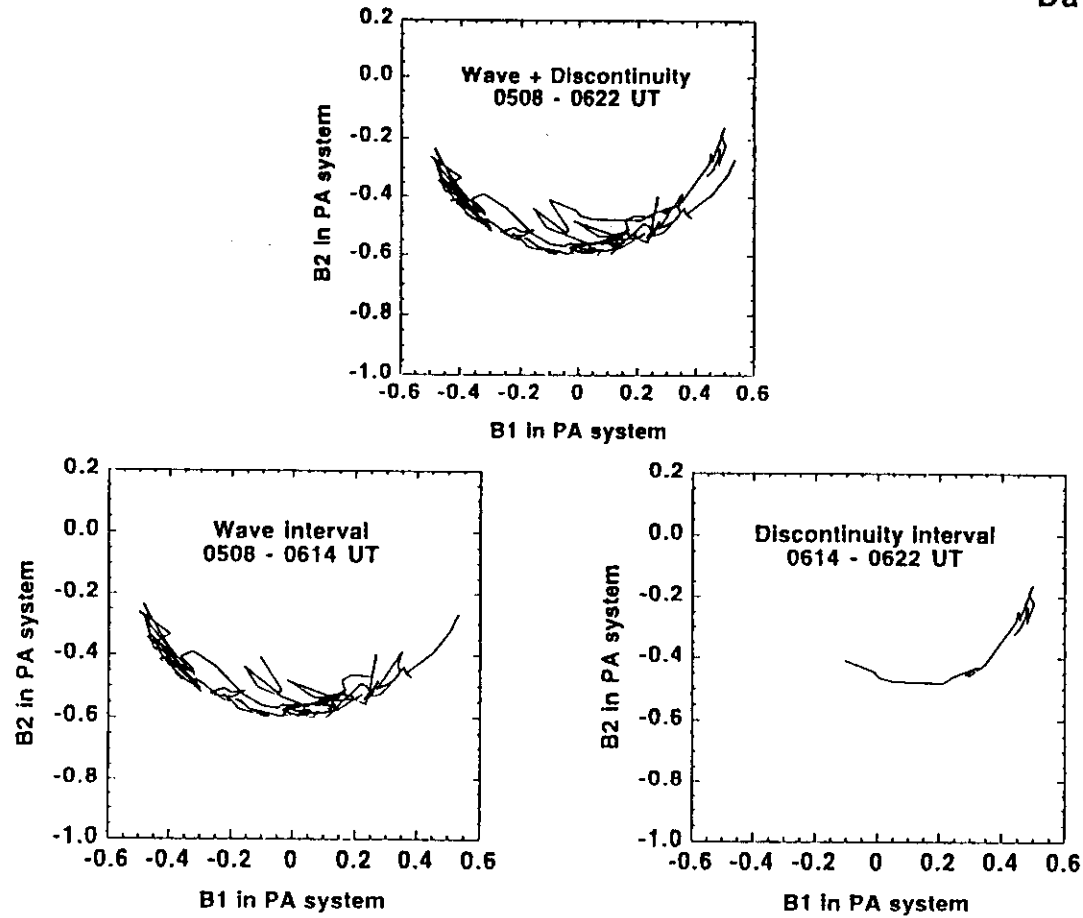 Da
0.2
0.0
-0.2
-0.4
-0.6
-0.8
-1.0
B2 in PA system
Wave + Discontinuity
0508 - 0622 UT
-0.6 -0.4 -0.2 0 0.2 0.4 0.6
B1 in PA system
0.2
0.0
-0.2
-0.4
-0.6
-0.8
-1.0
B2 in PA system
Wave interval
0508 - 0614 UT
-0.6 -0.4 -0.2 0 0.2 0.4 0.6
B1 in PA system
0.2
0.0
-0.2
-0.4
-0.6
-0.8
-1.0
B2 in PA system
Discontinuity interval
0614 - 0622 UT
-0.6 -0.4 -0.2 0 0.2 0.4 0.6
B1 in PA system